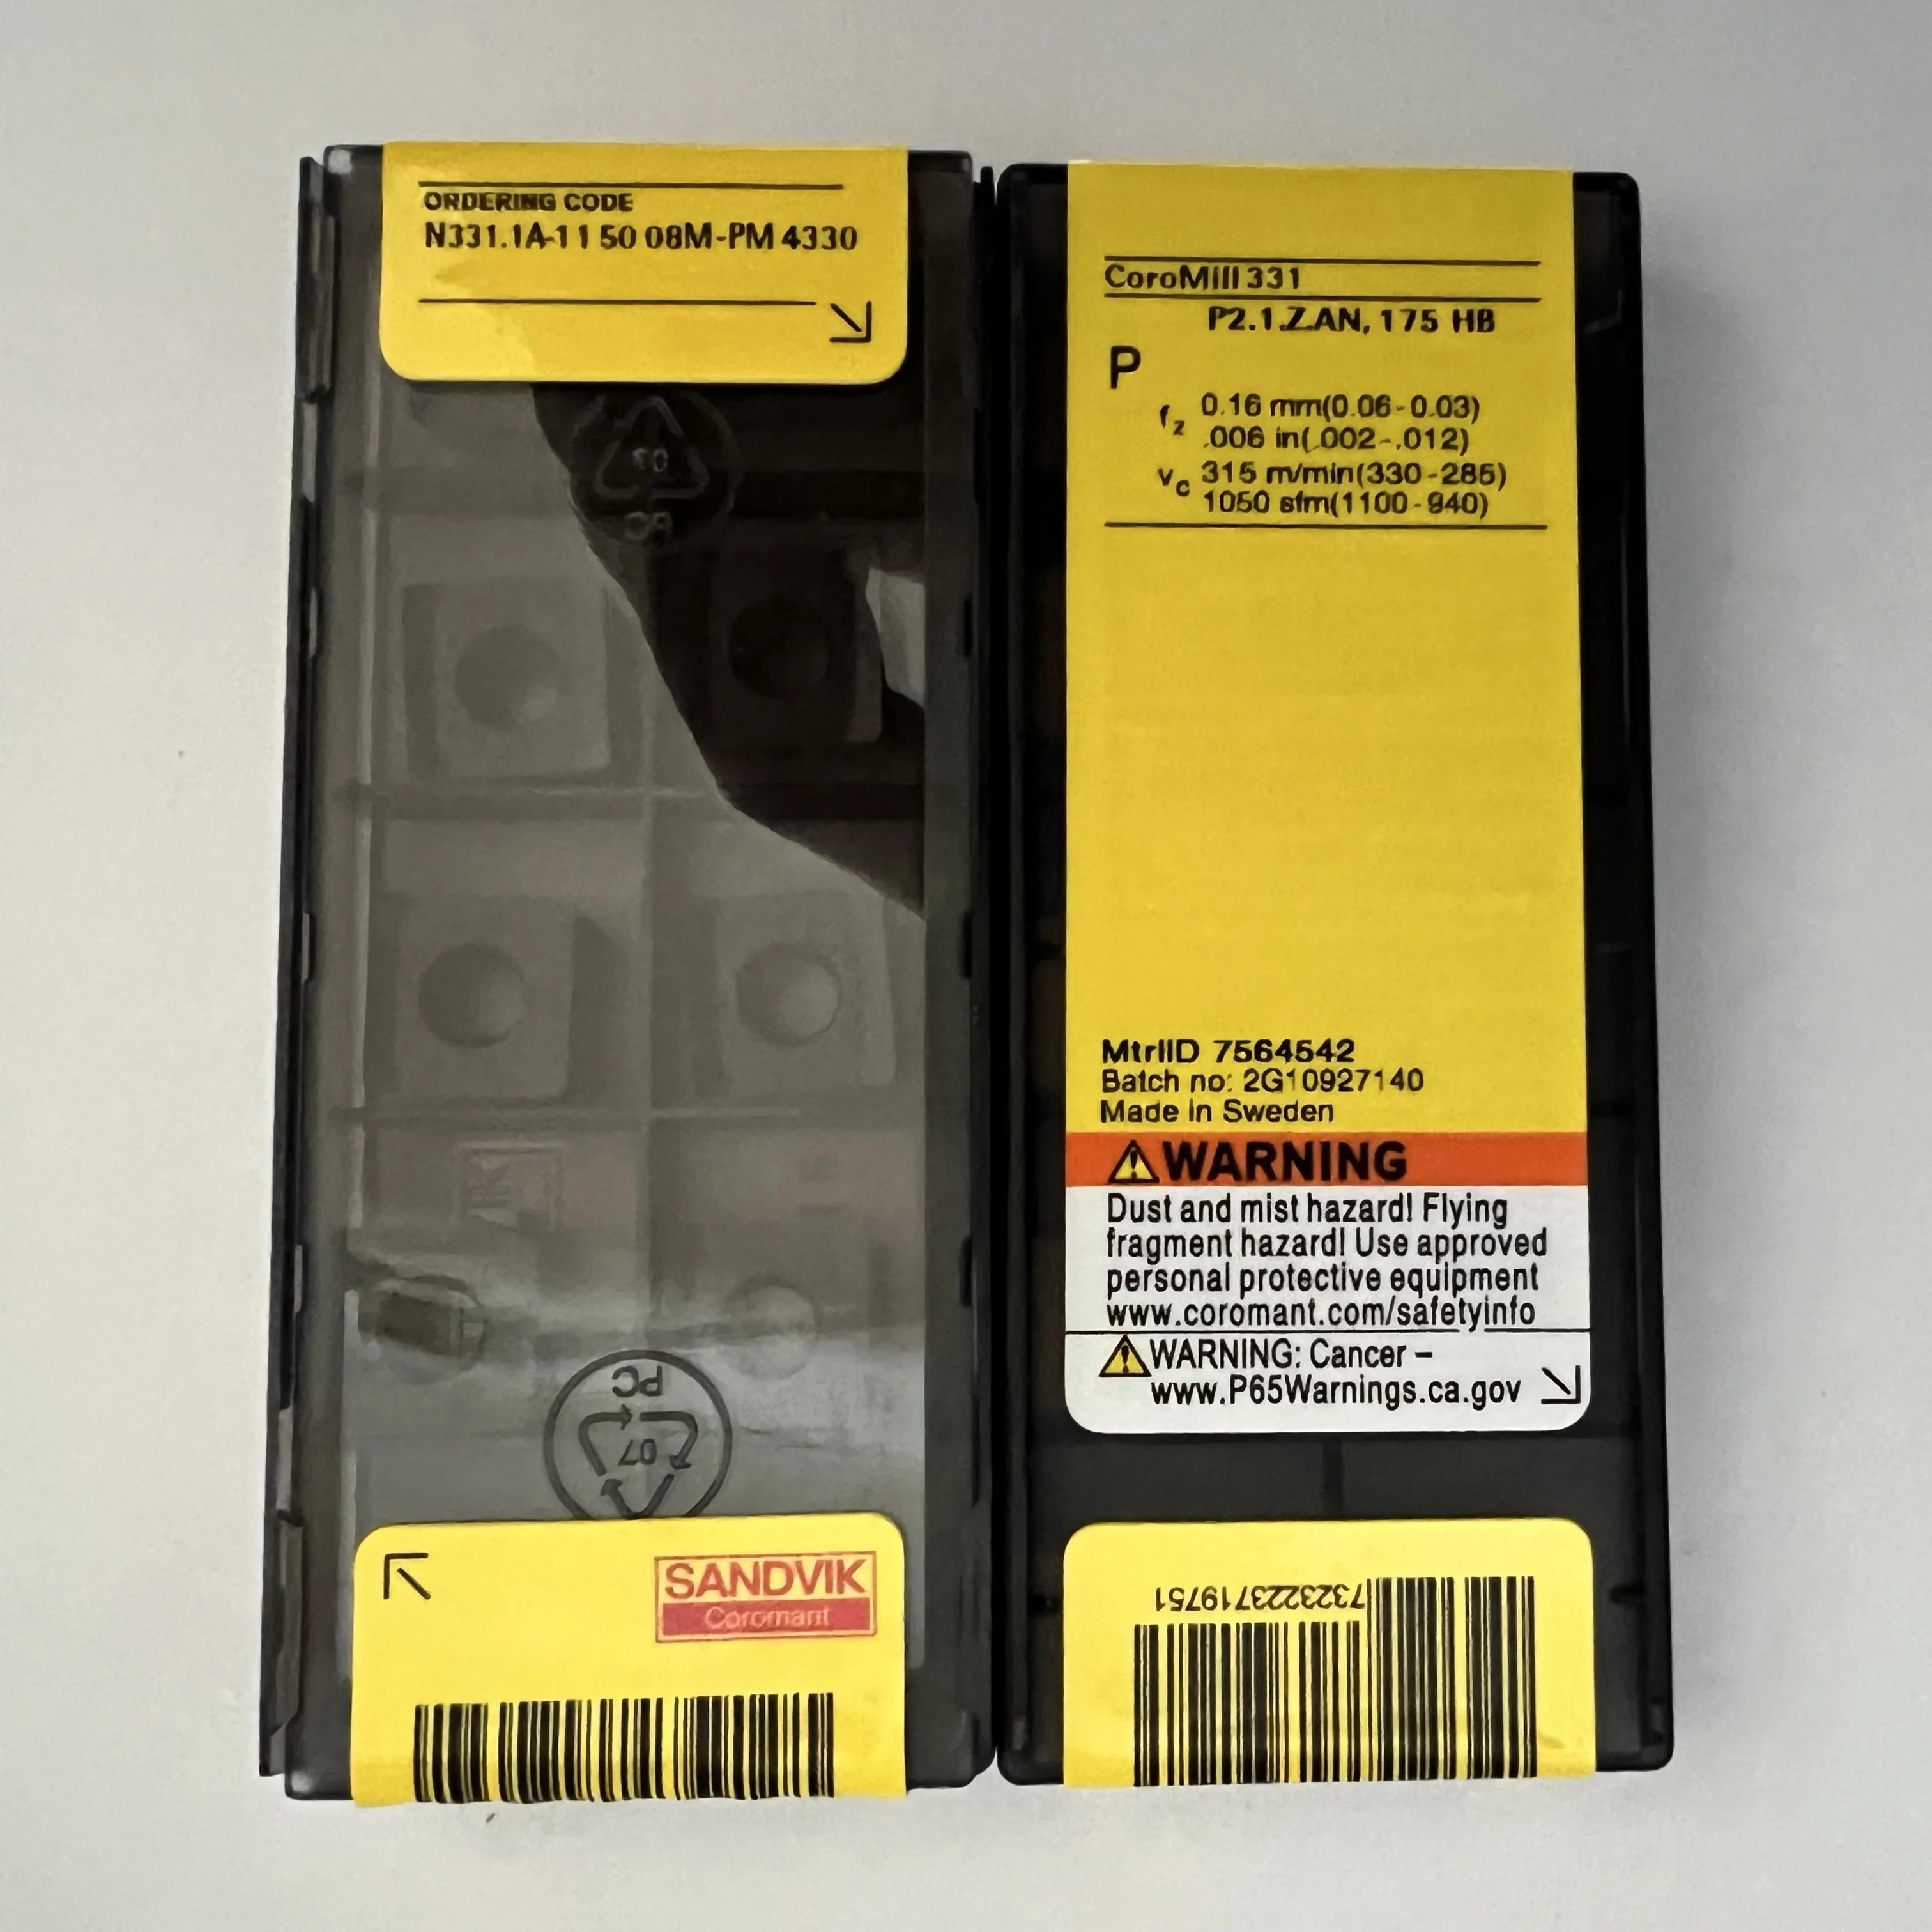 ORDERING CODE
N331.1A-11 50 08M-PM 4330
07
PC
07
SANDVIK
Coromant
CoroMill 331
P2.1.Z.AN, 175 HB
P
fz 0.16 mm(0.06-0.03)
.006 in(.002-.012)
vc 315 m/min(330-285)
1050 sfm(1100-940)
MtrlID 7564542
Batch no: 2G10927140
Made in Sweden
WARNING
Dust and mist hazard! Flying
fragment hazard! Use approved
personal protective equipment
www.coromant.com/safetyinfo
WARNING: Cancer –
www.P65Warnings.ca.gov
7323223719751